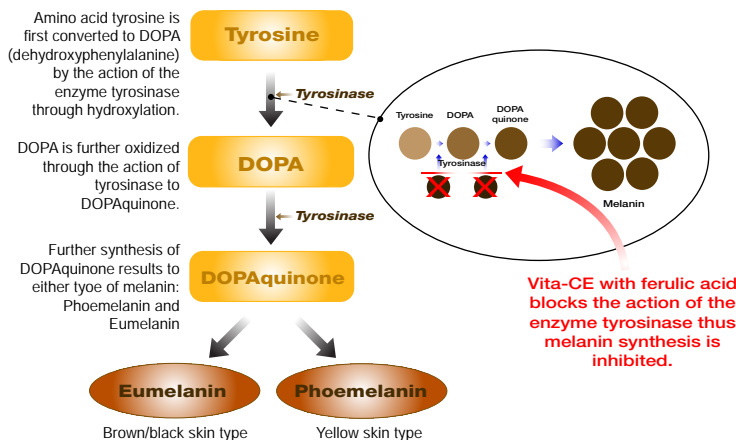 Amino acid tyrosine is
first converted to DOPA
(dehydroxyphenylalanine)
by the action of the
enzyme tyrosinase
through hydroxylation.
Tyrosine
Tyrosinase
DOPA is further oxidized
through the action of
tyrosinase to
DOPAquinone.
DOPA
Tyrosinase
Further synthesis of
DOPAquinone results to
either tyoe of melanin:
Phoemelanin and
Eumelanin
DOPAquinone
Eumelanin
Brown/black skin type
Phoemelanin
Yellow skin type
Tyrosine
DOPA
DOPA
quinone
Tyrosinase
Melanin
Vita-CE with ferulic acid
blocks the action of the
enzyme tyrosinase thus
melanin synthesis is
inhibited.